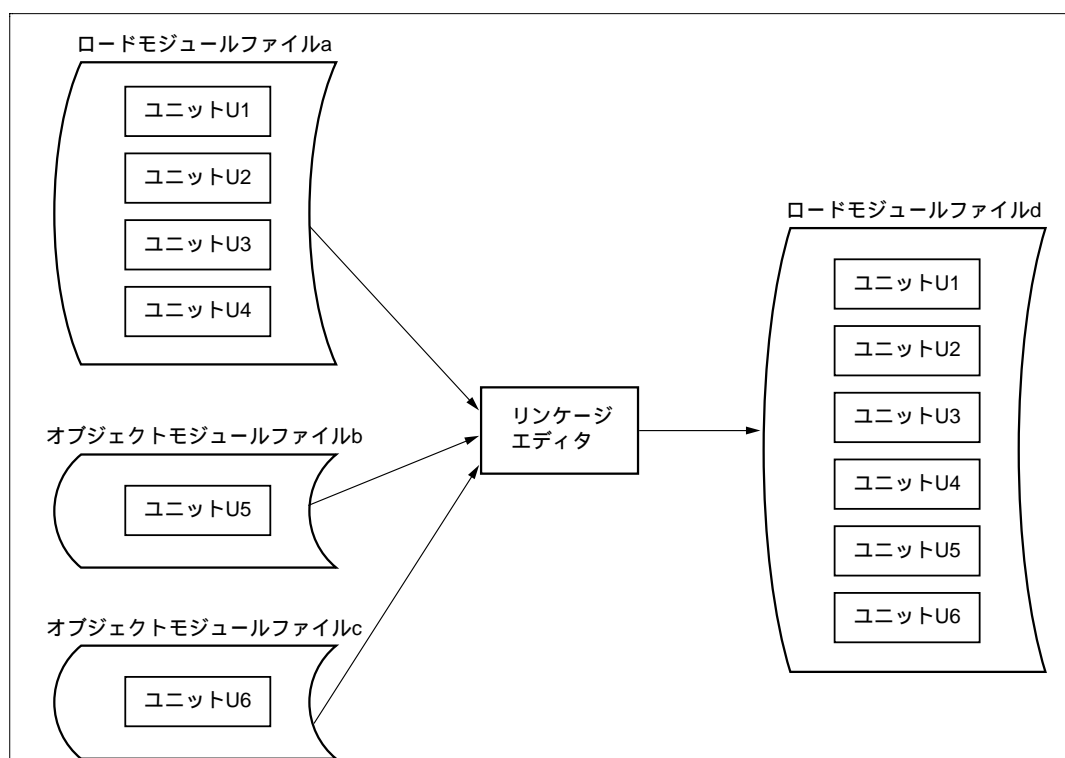 ロードモジュールファイルa
ユニットU1
ユニットU2
ユニットU3
ユニットU4
オブジェクトモジュールファイルb
ユニットU5
オブジェクトモジュールファイルc
ユニットU6
リンケージ
エディタ
ロードモジュールファイルd
ユニットU1
ユニットU2
ユニットU3
ユニットU4
ユニットU5
ユニットU6